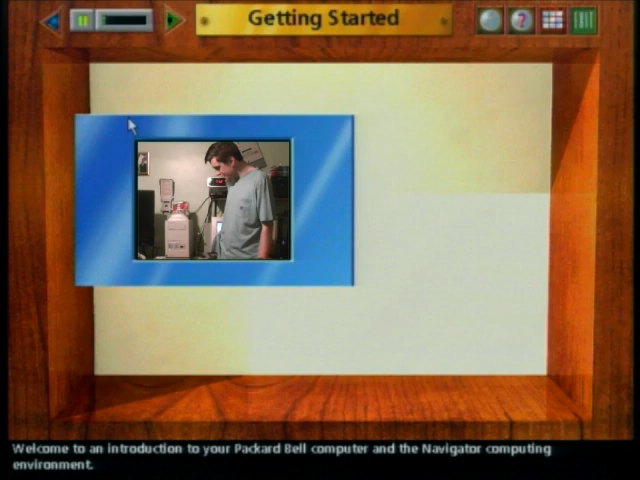 Getting Started
?
Welcome to an introduction to your Packard Bell computer and the Navigator computing
environment.